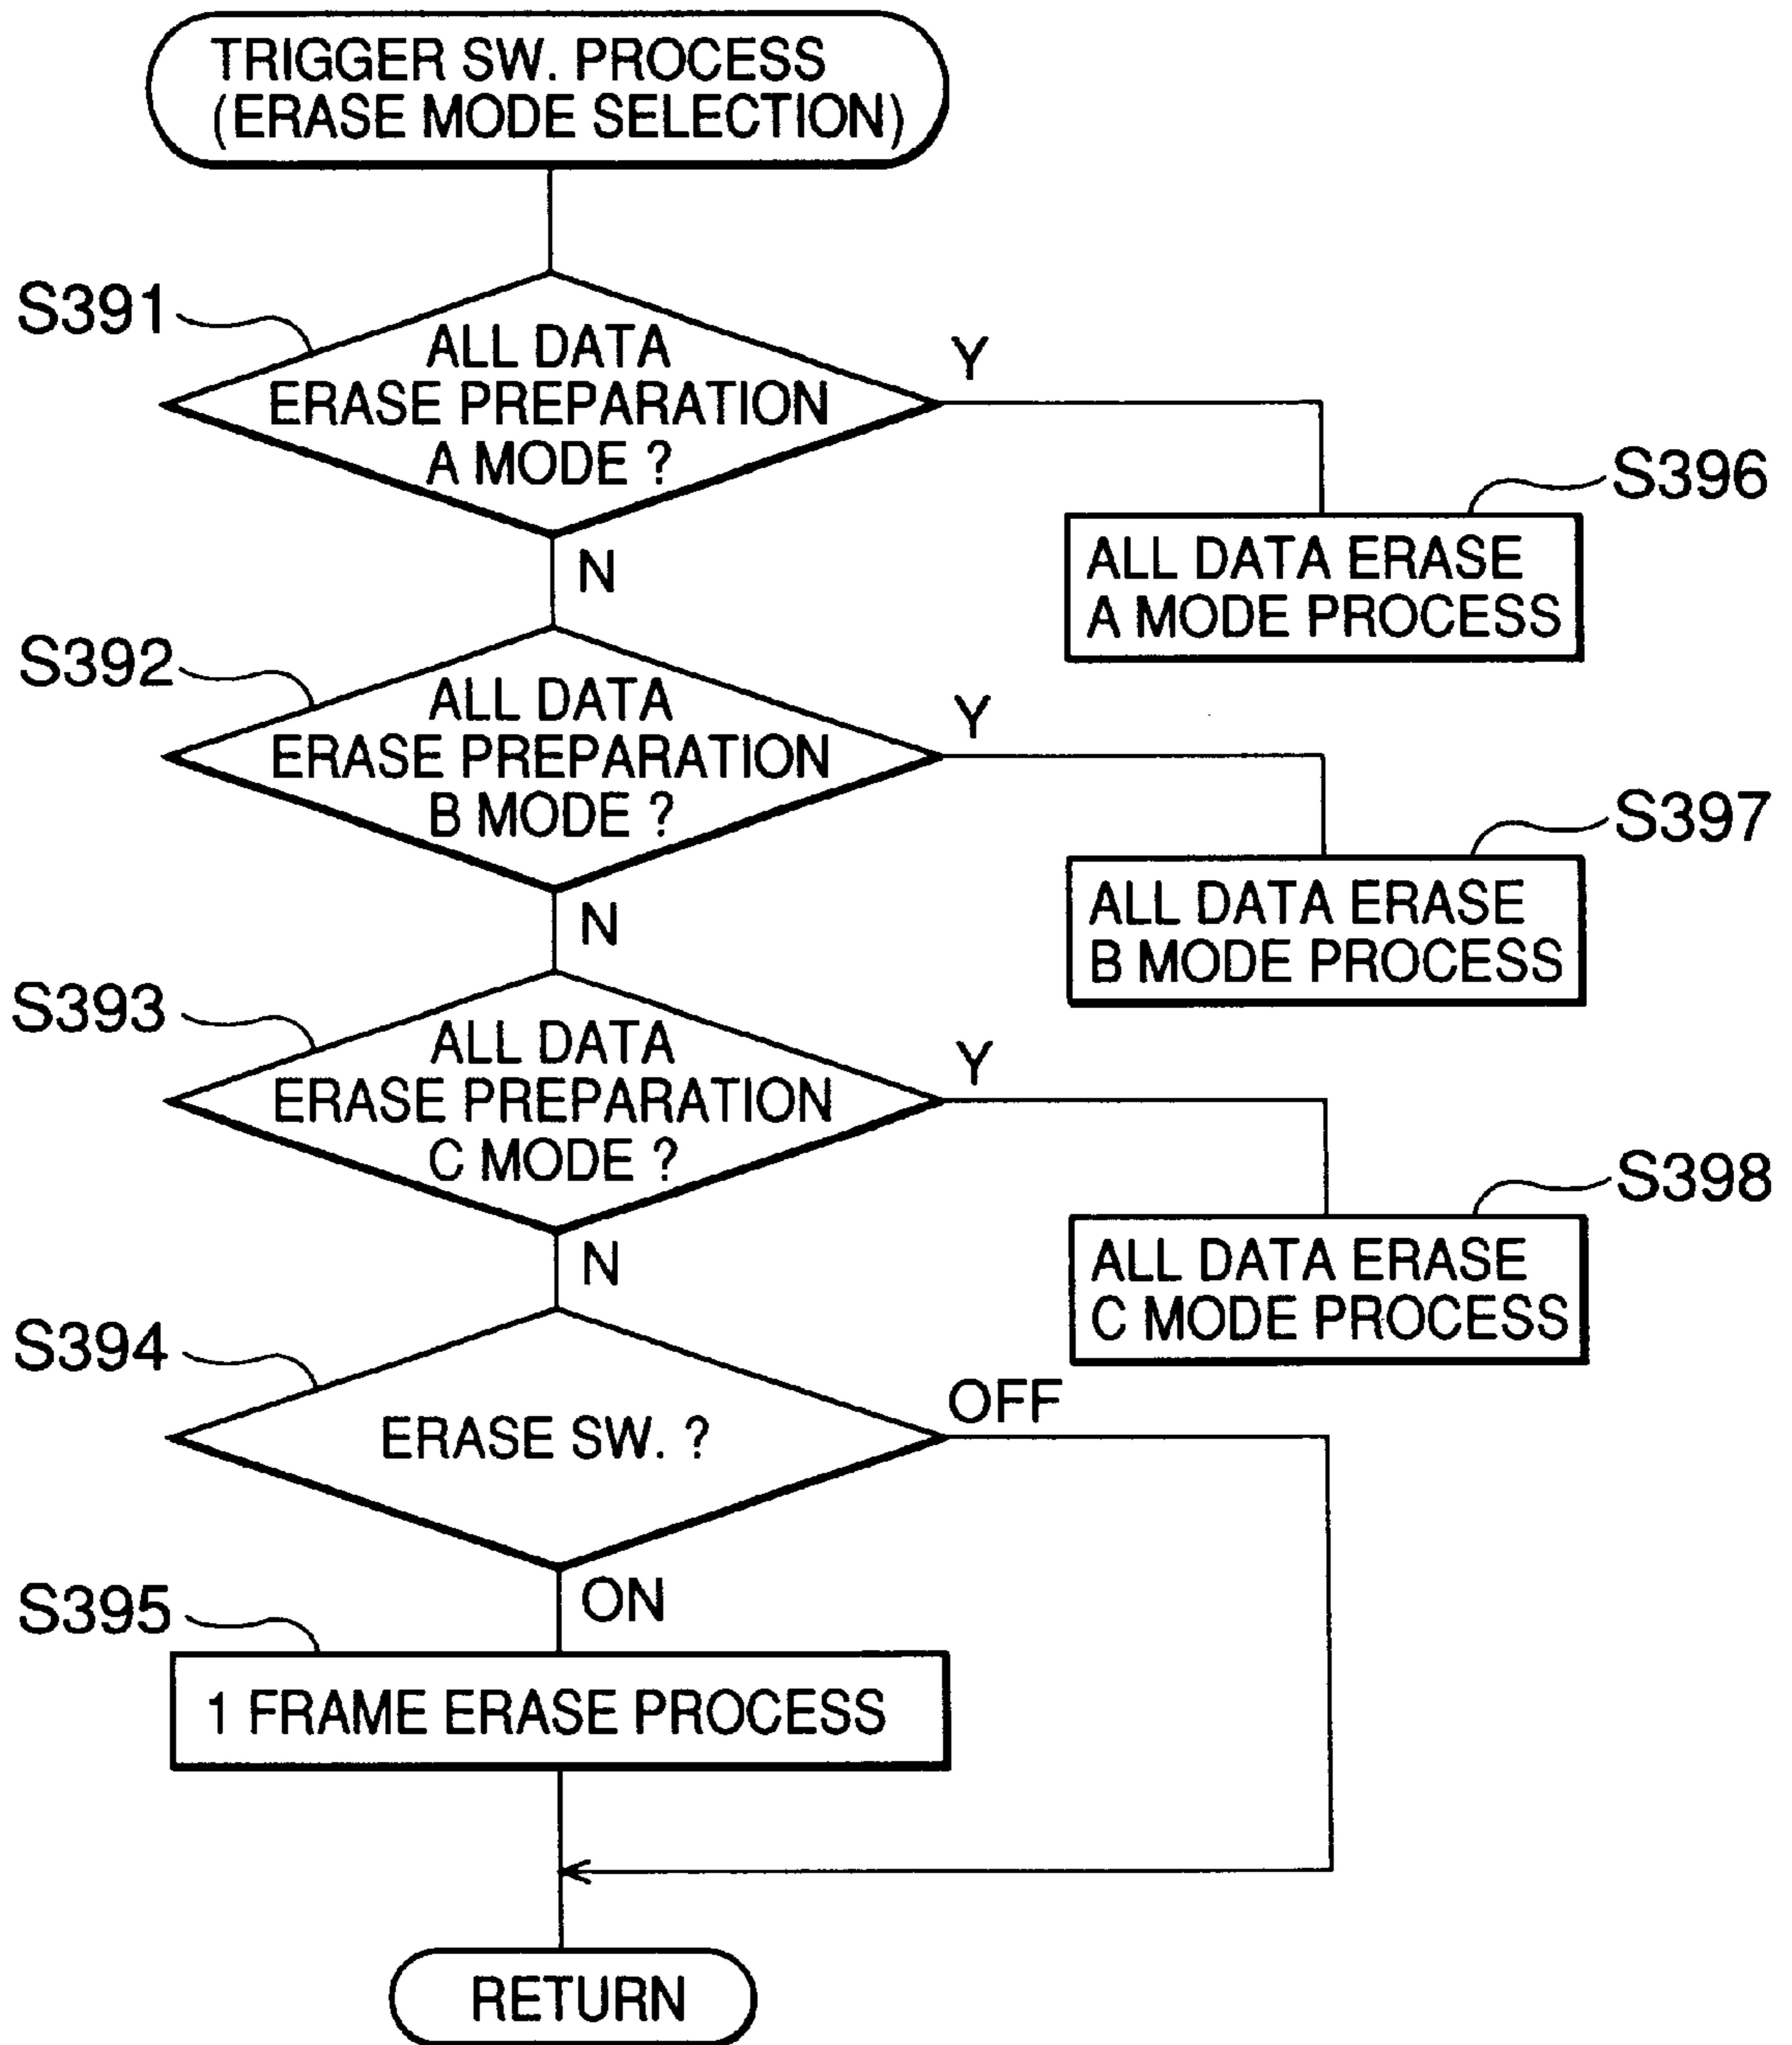 TRIGGER SW. PROCESS
(ERASE MODE SELECTION)
S391
ALL DATA
ERASE PREPARATION
A MODE ?
Y
N
S396
ALL DATA ERASE
A MODE PROCESS
S392
ALL DATA
ERASE PREPARATION
B MODE ?
Y
N
S397
ALL DATA ERASE
B MODE PROCESS
S393
ALL DATA
ERASE PREPARATION
C MODE ?
Y
N
S398
ALL DATA ERASE
C MODE PROCESS
S394
ERASE SW. ?
OFF
ON
S395
1 FRAME ERASE PROCESS
RETURN